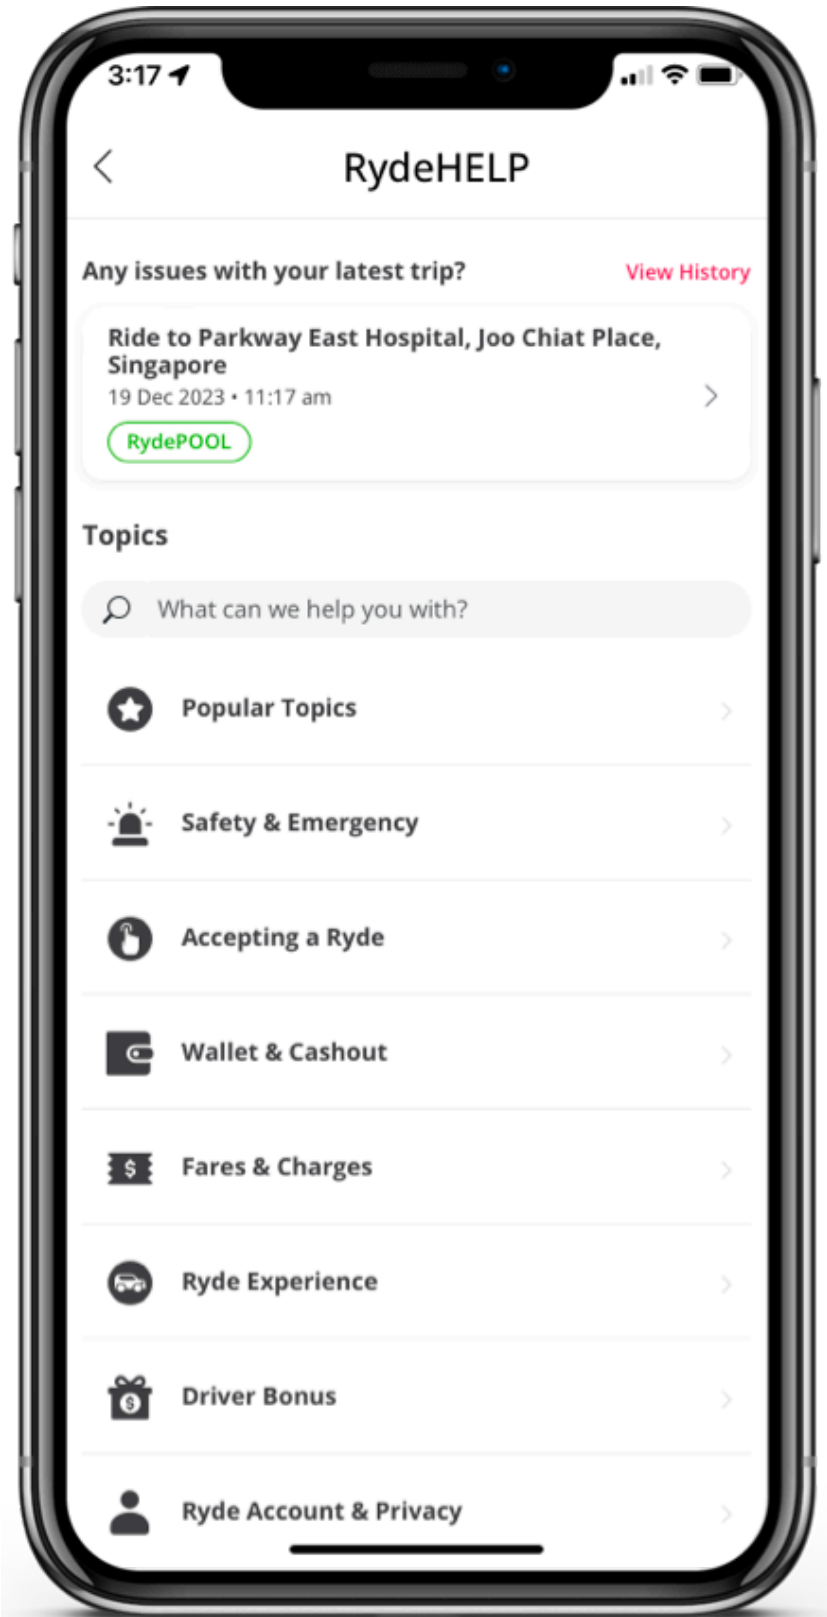 3:17
RydeHELP
Any issues with your latest trip?
View History
Ride to Parkway East Hospital, Joo Chiat Place,
Singapore
19 Dec 2023 • 11:17 am
RydePOOL
Topics
What can we help you with?
Popular Topics
Safety & Emergency
Accepting a Ryde
Wallet & Cashout
$
Fares & Charges
Ryde Experience
$
Driver Bonus
Ryde Account & Privacy